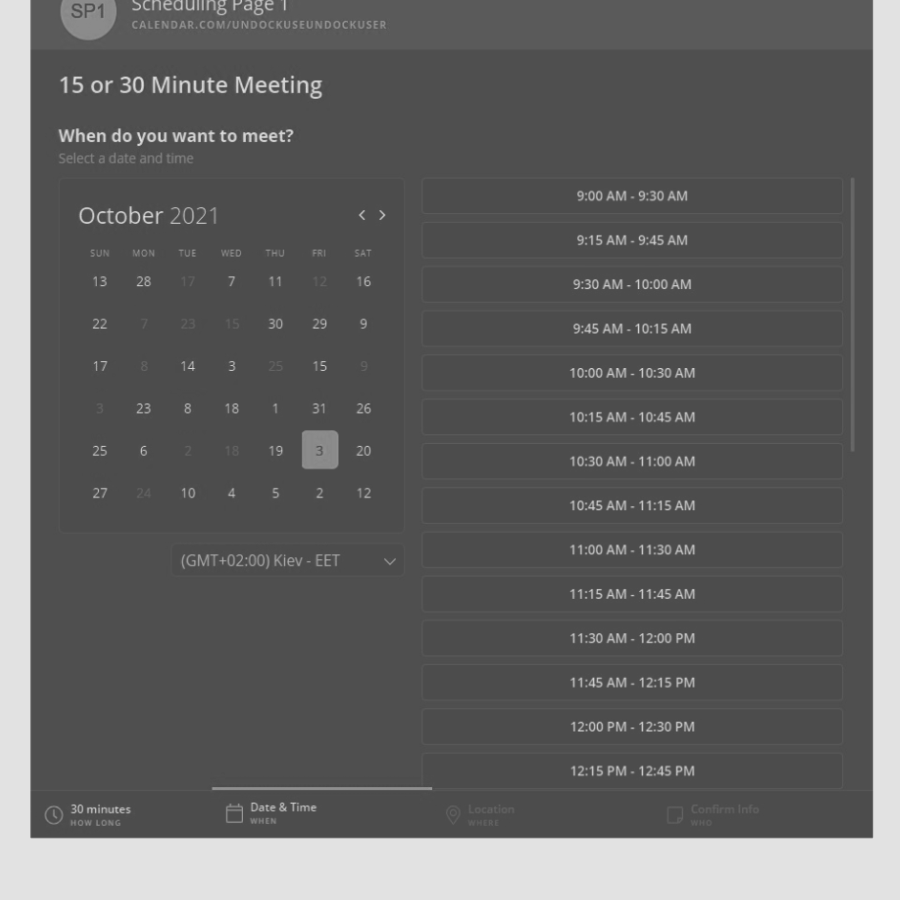 SP1
Scheduling Page 1
CALENDAR.COM/UNDOCKUSEUNDOCKUSER
15 or 30 Minute Meeting
When do you want to meet?
Select a date and time
October 2021
SUN MON TUE WED THU FRI SAT
13 28 17 7 11 12 16
22 7 23 15 30 29 9
17 8 14 3 25 15 9
3 23 8 18 1 31 26
25 6 2 18 19 3 20
27 24 10 4 5 2 12
(GMT+02:00) Kiev - EET
9:00 AM - 9:30 AM
9:15 AM - 9:45 AM
9:30 AM - 10:00 AM
9:45 AM - 10:15 AM
10:00 AM - 10:30 AM
10:15 AM - 10:45 AM
10:30 AM - 11:00 AM
10:45 AM - 11:15 AM
11:00 AM - 11:30 AM
11:15 AM - 11:45 AM
11:30 AM - 12:00 PM
11:45 AM - 12:15 PM
12:00 PM - 12:30 PM
12:15 PM - 12:45 PM
30 minutes
HOW LONG
Date & Time
WHEN
Location
WHERE
Confirm Info
WHO